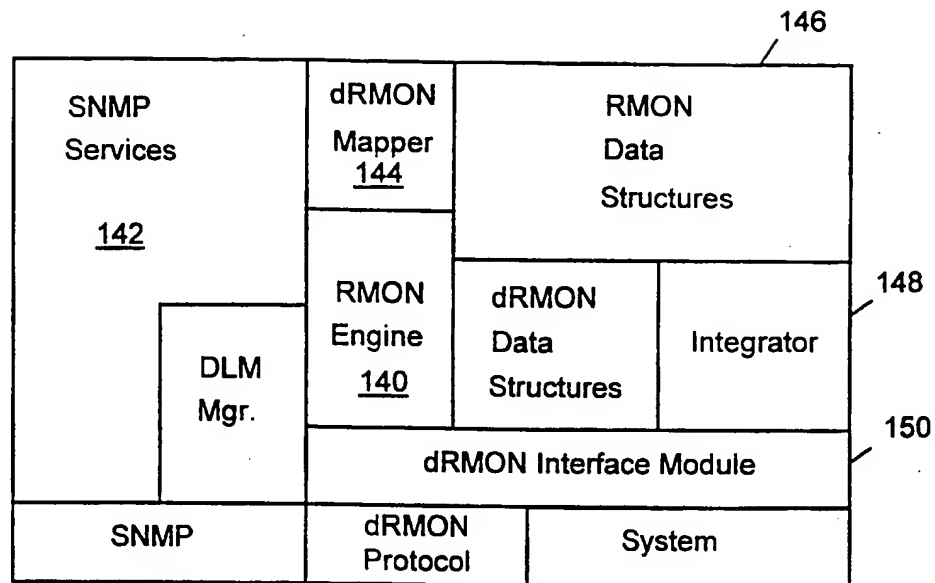 146
SNMP
Services
142
dRMON
Mapper
144
RMON
Data
Structures
148
RMON
Engine
140
dRMON
Data
Structures
Integrator
DLM
Mgr.
150
dRMON Interface Module
SNMP
dRMON
Protocol
System